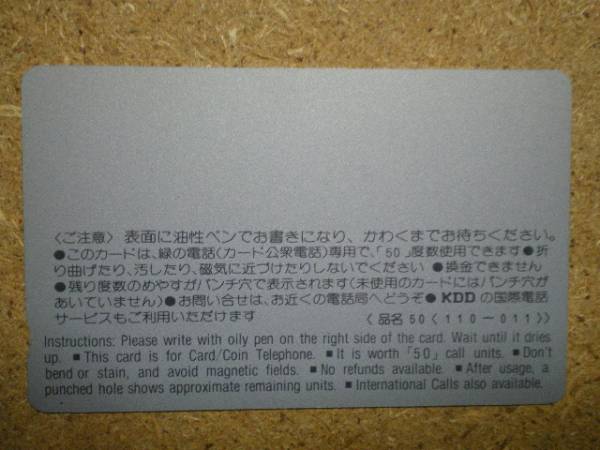 〈ご注意〉 表面に油性ペンでお書きになり、かわくまでお待ちください。
●このカードは、緑の電話(カード公衆電話)専用で、「50」度数使用できます●折
り曲げたり、汚したり、磁気に近づけたりしないでください ●換金できません
●残り度数のめやすがパンチ穴で表示されます(未使用のカードにはパンチ穴が
あいていません)●お問い合せは、お近くの電話局へどうぞ● KDD の国際電話
サービスもご利用いただけます 〈品名50〈110－011〉〉
Instructions: Please write with oily pen on the right side of the card. Wait until it dries
up. ■ This card is for Card/Coin Telephone. ■ It is worth「50」call units. ■ Don't
bend or stain, and avoid magnetic fields. ■ No refunds available. ■ After usage, a
punched hole shows approximate remaining units. ■ International Calls also available.